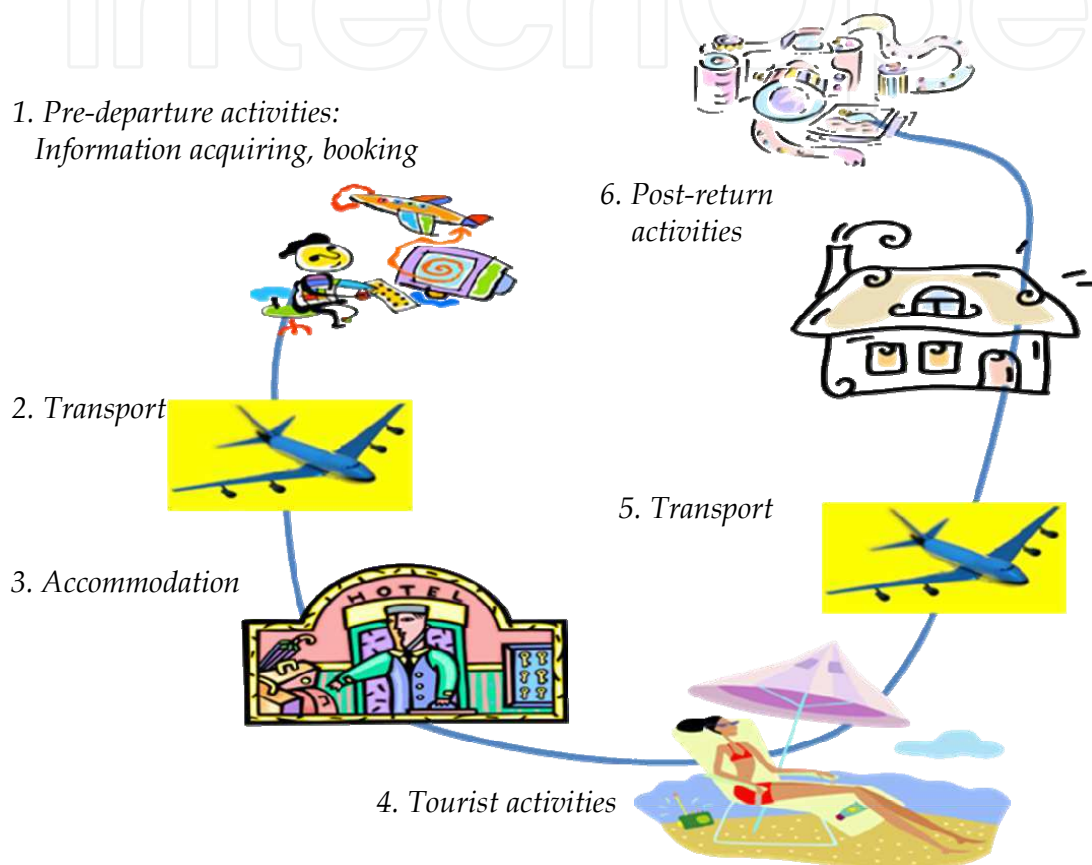 intechope
1. Pre-departure activities:
Information acquiring, booking
6. Post-return
activities
2. Transport
5. Transport
3. Accommodation
HOTEL
4. Tourist activities